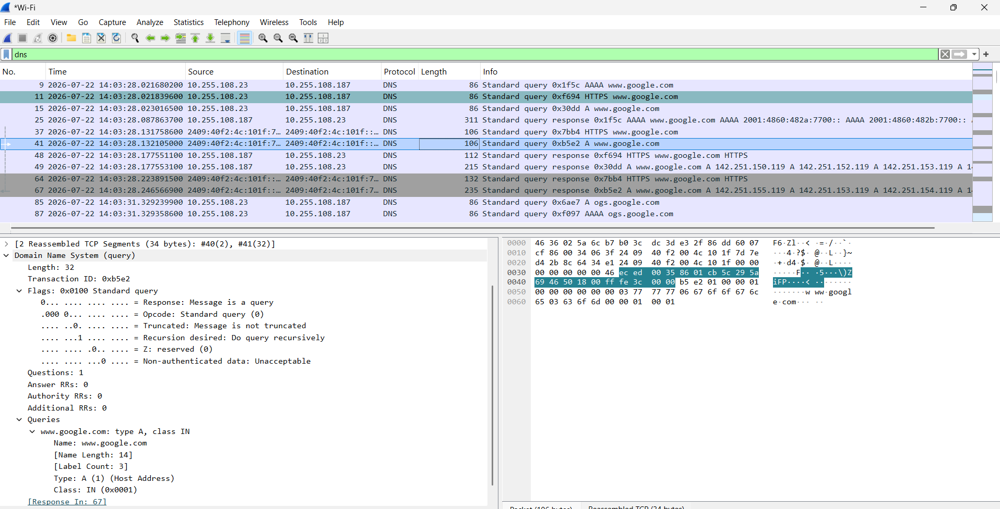 *Wi-Fi
File Edit View Go Capture Analyze Statistics Telephony Wireless Tools Help
dns
No. Time Source Destination Protocol Length Info
9 2026-07-22 14:03:28.021680200 10.255.108.23 10.255.108.187 DNS 86 Standard query 0x1f5c AAAA www.google.com
11 2026-07-22 14:03:28.021839600 10.255.108.23 10.255.108.187 DNS 86 Standard query 0xf694 HTTPS www.google.com
15 2026-07-22 14:03:28.023016500 10.255.108.23 10.255.108.187 DNS 86 Standard query 0x30dd A www.google.com
25 2026-07-22 14:03:28.087863700 10.255.108.187 10.255.108.23 DNS 311 Standard query response 0x1f5c AAAA www.google.com AAAA 2001:4860:482a:7700:: AAAA 2001:4860:482b:7700::
37 2026-07-22 14:03:28.131758600 2409:40f2:4c:101f:7… 2409:40f2:4c:101f::… DNS 106 Standard query 0x7bb4 HTTPS www.google.com
41 2026-07-22 14:03:28.132105000 2409:40f2:4c:101f:7… 2409:40f2:4c:101f::… DNS 106 Standard query 0xb5e2 A www.google.com
48 2026-07-22 14:03:28.177551100 10.255.108.187 10.255.108.23 DNS 112 Standard query response 0xf694 HTTPS www.google.com HTTPS
49 2026-07-22 14:03:28.177553100 10.255.108.187 10.255.108.23 DNS 215 Standard query response 0x30dd A www.google.com A 142.251.150.119 A 142.251.152.119 A 142.251.153.119 A 1
64 2026-07-22 14:03:28.223891500 2409:40f2:4c:101f::… 2409:40f2:4c:101f:7… DNS 132 Standard query response 0x7bb4 HTTPS www.google.com HTTPS
67 2026-07-22 14:03:28.246566900 2409:40f2:4c:101f::… 2409:40f2:4c:101f:7… DNS 235 Standard query response 0xb5e2 A www.google.com A 142.251.155.119 A 142.251.153.119 A 142.251.154.119 A 1
85 2026-07-22 14:03:31.329239900 10.255.108.23 10.255.108.187 DNS 86 Standard query 0x6ae7 A ogs.google.com
87 2026-07-22 14:03:31.329358600 10.255.108.23 10.255.108.187 DNS 86 Standard query 0xf097 AAAA ogs.google.com
[2 Reassembled TCP Segments (34 bytes): #40(2), #41(32)]
Domain Name System (query)
Length: 32
Transaction ID: 0xb5e2
Flags: 0x0100 Standard query
0... .... .... .... = Response: Message is a query
.000 0... .... .... = Opcode: Standard query (0)
.... ..0. .... .... = Truncated: Message is not truncated
.... ...1 .... .... = Recursion desired: Do query recursively
.... .... .0.. .... = Z: reserved (0)
.... .... ...0 .... = Non-authenticated data: Unacceptable
Questions: 1
Answer RRs: 0
Authority RRs: 0
Additional RRs: 0
Queries
www.google.com: type A, class IN
Name: www.google.com
[Name Length: 14]
[Label Count: 3]
Type: A (1) (Host Address)
Class: IN (0x0001)
[Response In: 67]
0000 46 36 02 5a 6c b7 b0 3c dc 3d e3 2f 86 dd 60 07 F6·Zl··< ·=·/··`·
0010 cf 86 00 34 06 3f 24 09 40 f2 00 4c 10 1f 7d 7e ···4·?$· @··L··}~
0020 d4 2b 8c 64 34 e1 24 09 40 f2 00 4c 10 1f 00 00 ·+·d4·$· @··L····
0030 00 00 00 00 00 46 ec ed 00 35 86 01 cb 5c 29 5a ·····F·· ·5···\)Z
0040 69 46 50 18 00 ff fe 3c 00 00 b5 e2 01 00 00 01 iFP····< ········
0050 00 00 00 00 00 00 03 77 77 77 06 67 6f 6f 67 6c ·······w ww·googl
0060 65 03 63 6f 6d 00 00 01 00 01 e·com··· ··
Packet (106 bytes) Reassembled TCP (34 bytes)